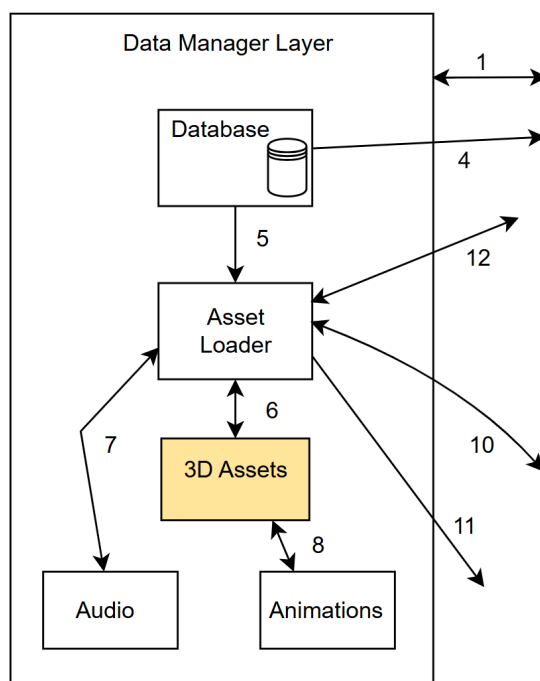 Data Manager Layer
1
Database
4
5
12
Asset
Loader
6
7
10
3D Assets
11
8
Audio
Animations